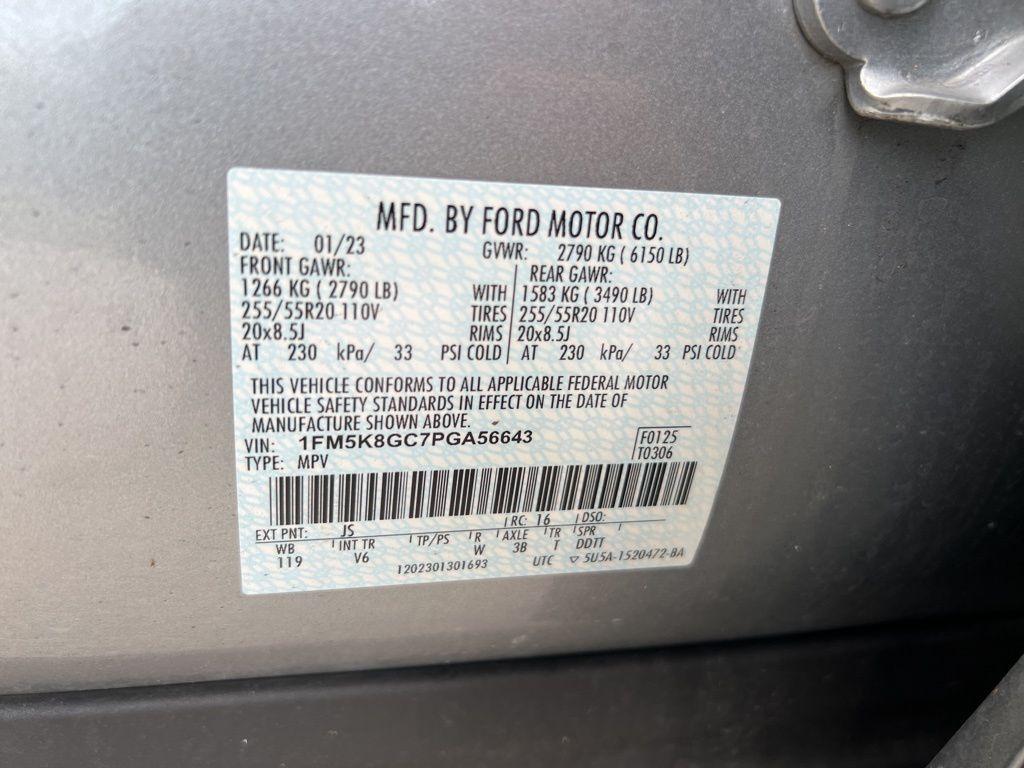 MFD. BY FORD MOTOR CO.
DATE: 01/23 GVWR: 2790 KG ( 6150 LB)
FRONT GAWR: REAR GAWR:
1266 KG ( 2790 LB) WITH 1583 KG ( 3490 LB) WITH
255/55R20 110V TIRES 255/55R20 110V TIRES
20x8.5J RIMS 20x8.5J RIMS
AT 230 kPa/ 33 PSI COLD AT 230 kPa/ 33 PSI COLD
THIS VEHICLE CONFORMS TO ALL APPLICABLE FEDERAL MOTOR
VEHICLE SAFETY STANDARDS IN EFFECT ON THE DATE OF
MANUFACTURE SHOWN ABOVE.
VIN: 1FM5K8GC7PGA56643 F0125
TYPE: MPV T0306
EXT PNT: JS RC: 16 DSO:
WB INT TR TP/PS R AXLE TR SPR
119 V6 W 3B T DDTT
1202301301693 UTC ▽ 5U5A-1520472-BA